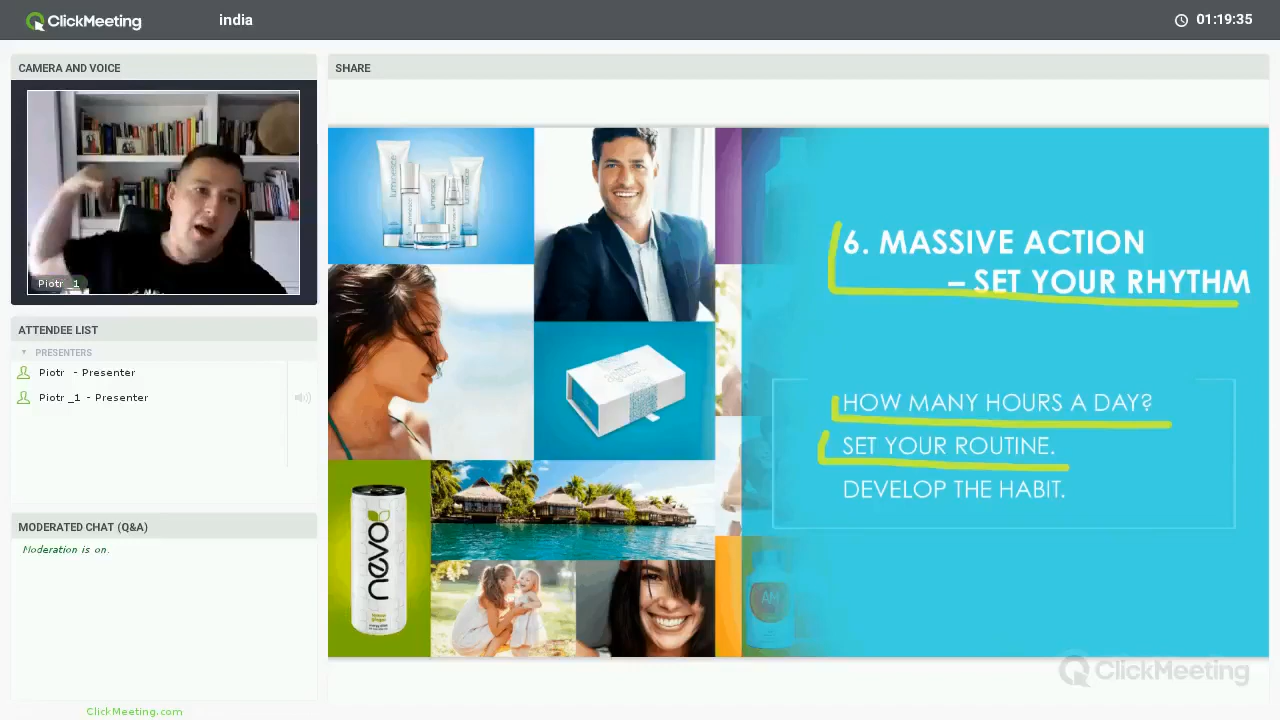 ClickMeeting
india
01:19:35
CAMERA AND VOICE
Piotr _1
ATTENDEE LIST
PRESENTERS
Piotr - Presenter
Piotr _1 - Presenter
MODERATED CHAT (Q&A)
Moderation is on.
ClickMeeting.com
SHARE
6. MASSIVE ACTION
– SET YOUR RHYTHM
HOW MANY HOURS A DAY?
SET YOUR ROUTINE.
DEVELOP THE HABIT.
nevo
AM
ClickMeeting